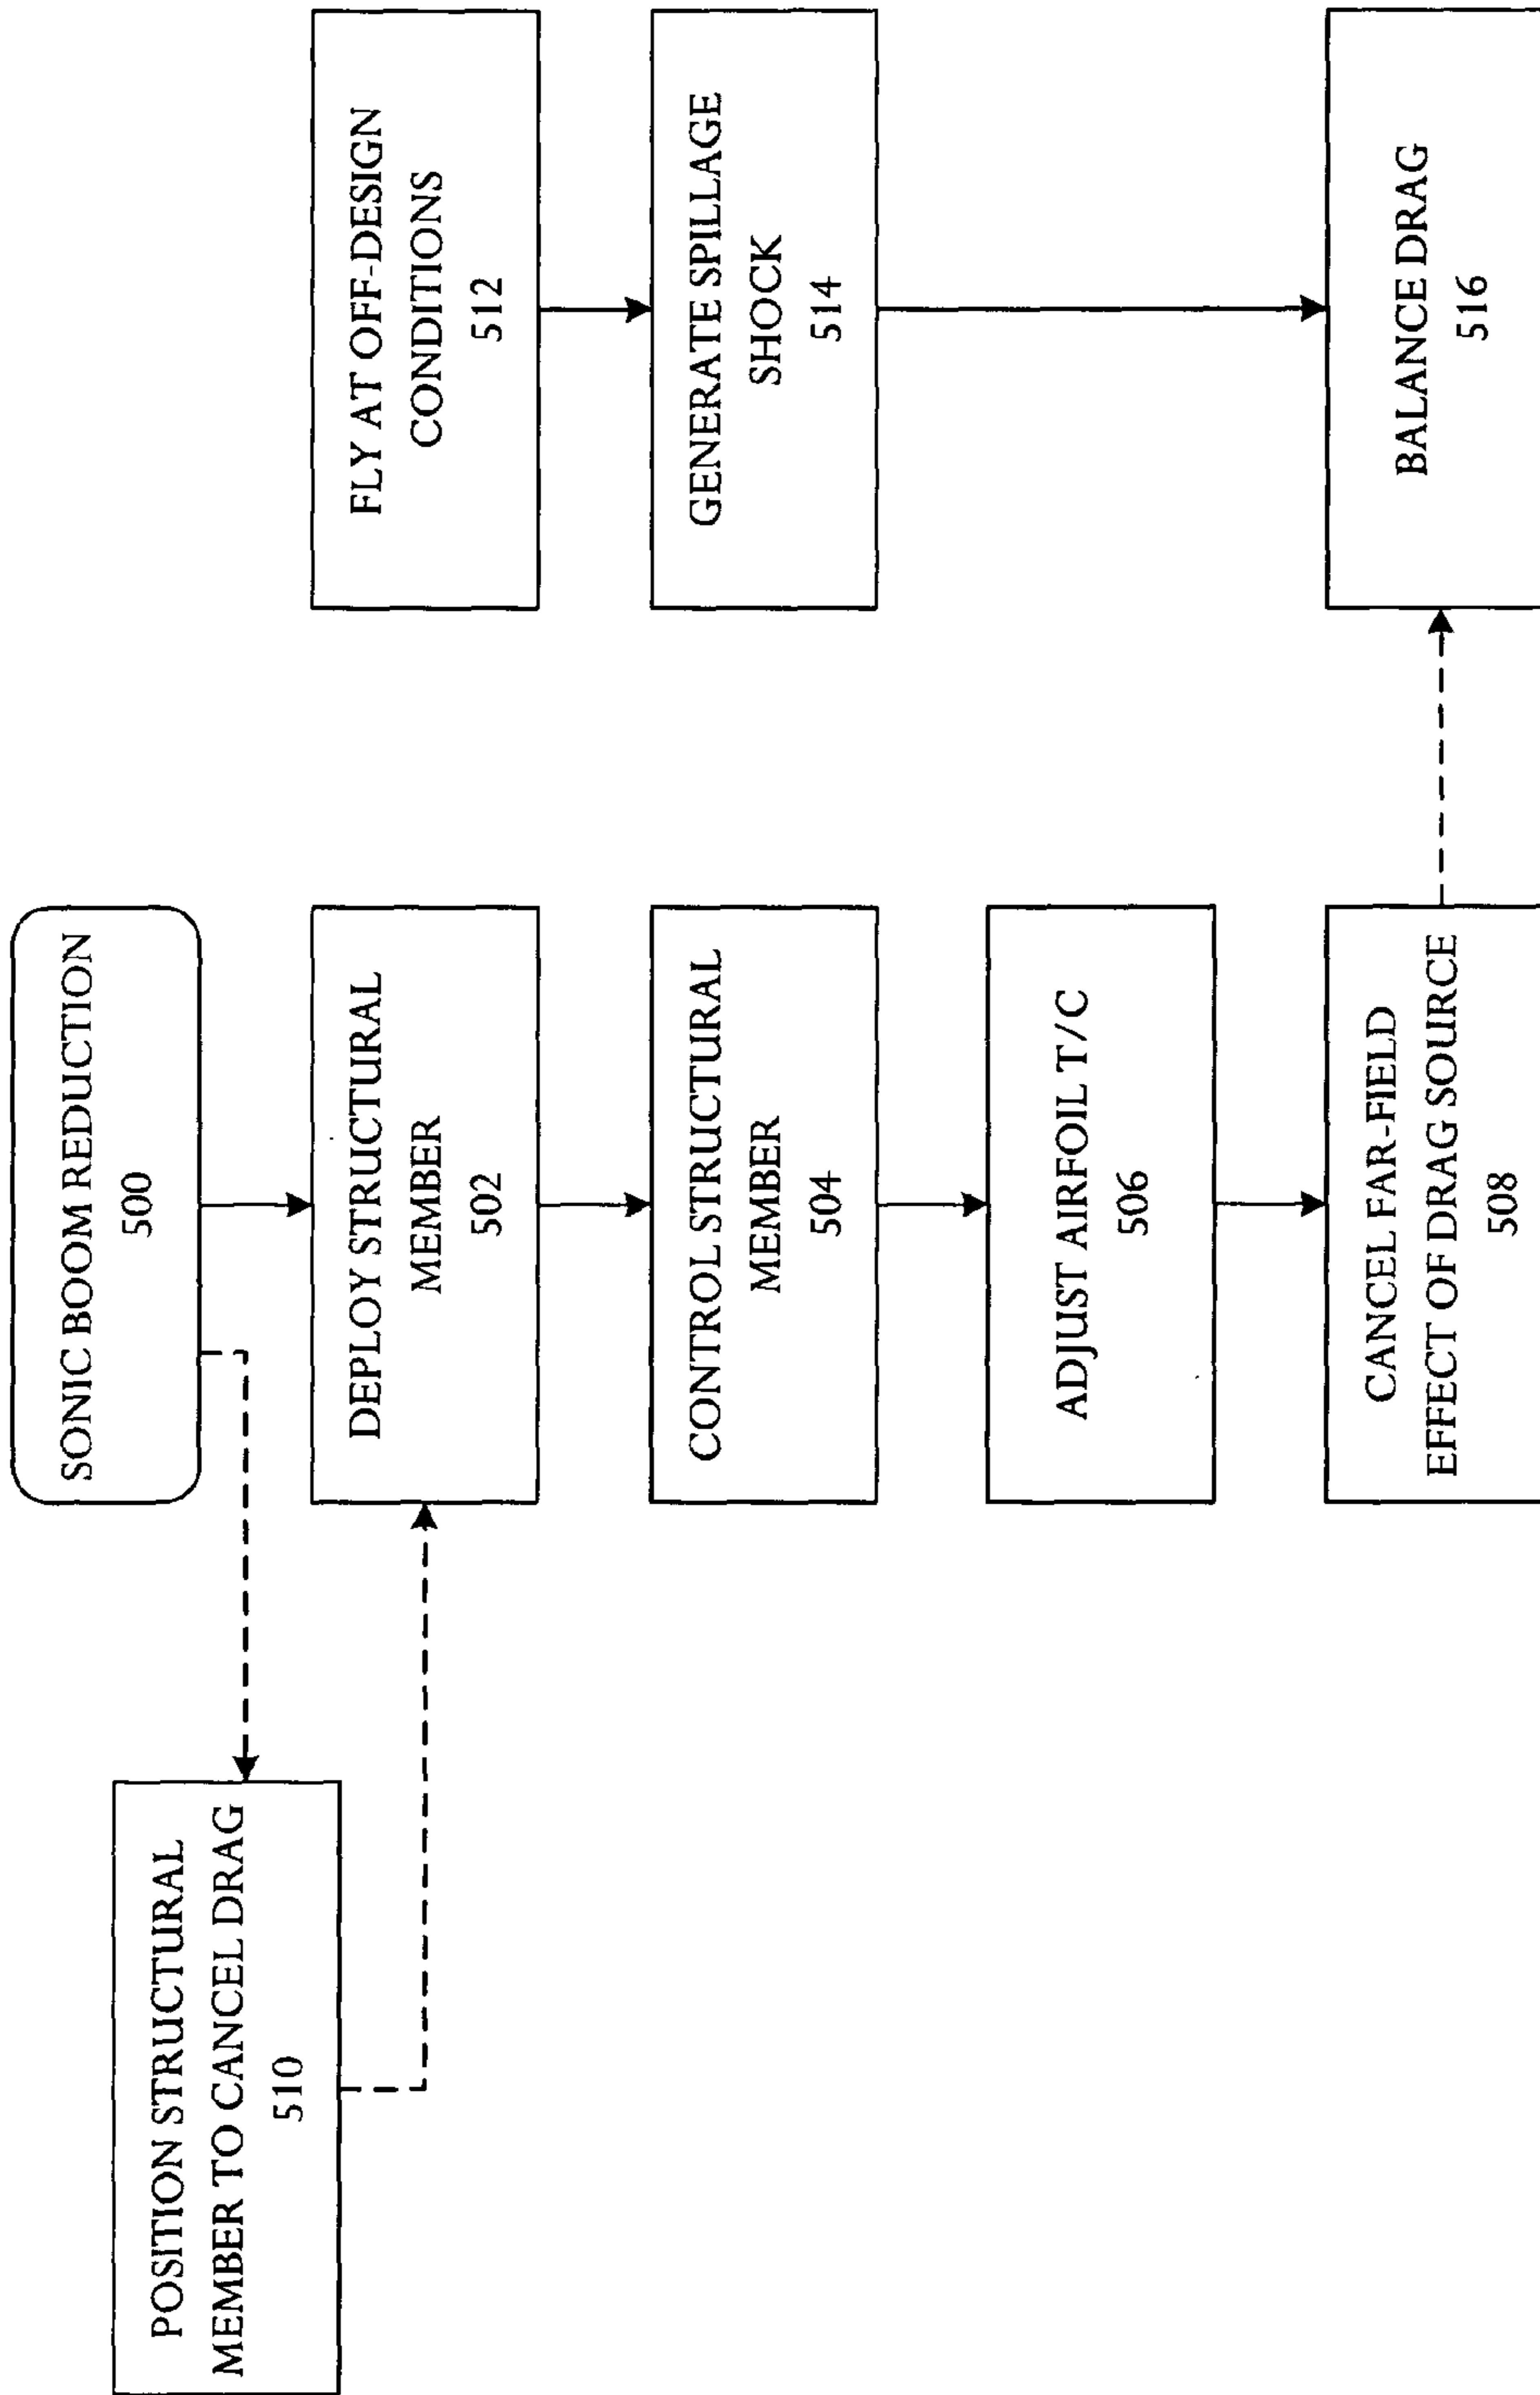 SONIC BOOM REDUCTION
500
POSITION STRUCTURAL
MEMBER TO CANCEL DRAG
510
DEPLOY STRUCTURAL
MEMBER
502
CONTROL STRUCTURAL
MEMBER
504
ADJUST AIRFOIL T/C
506
CANCEL FAR-FIELD
EFFECT OF DRAG SOURCE
508
FLY AT OFF-DESIGN
CONDITIONS
512
GENERATE SPILLAGE
SHOCK
514
BALANCE DRAG
516